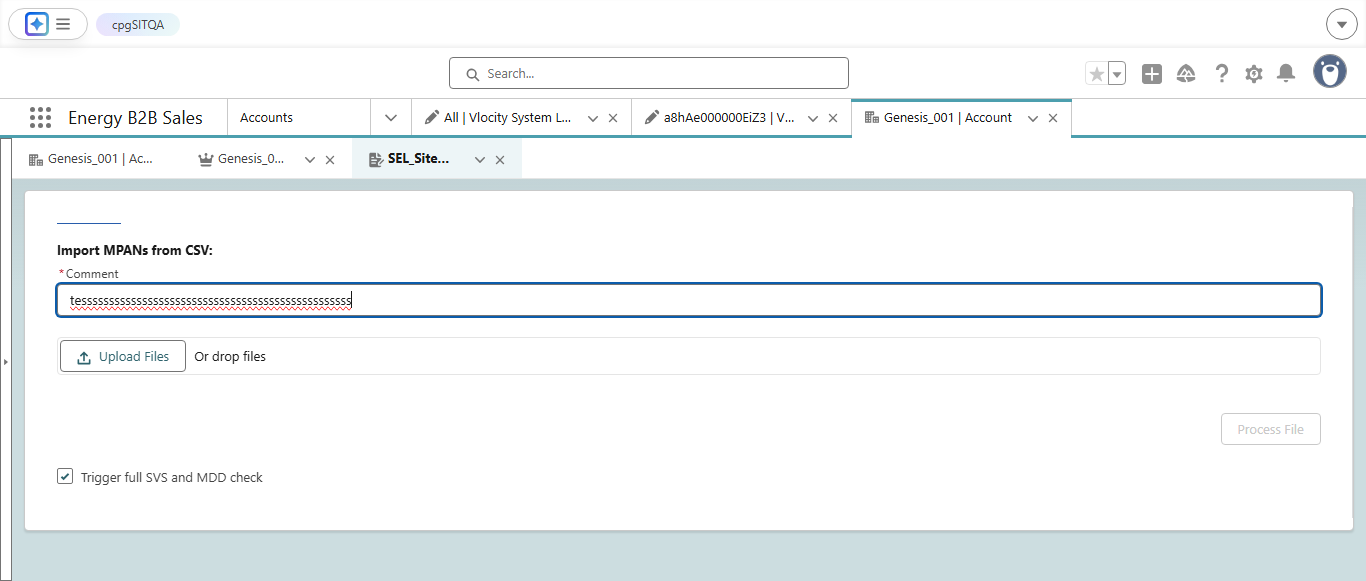 cpgSITQA
Search...
Energy B2B Sales
Accounts
All | Vlocity System L...
a8hAe000000EiZ3 | V...
Genesis_001 | Account
Genesis_001 | Ac...
Genesis_0...
SEL_Site...
Import MPANs from CSV:
*Comment
tesssssssssssssssssssssssssssssssssssssssssssssssss
Upload Files
Or drop files
Process File
Trigger full SVS and MDD check